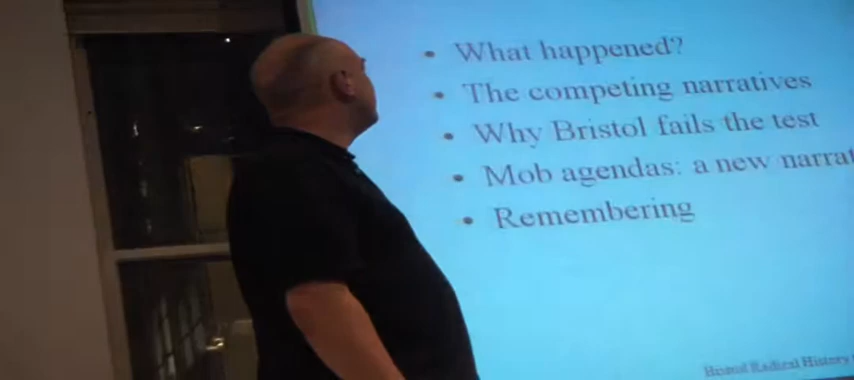 • What happened?
• The competing narratives
• Why Bristol fails the test
• Mob agendas: a new narrat
• Remembering
Bristol Radical History